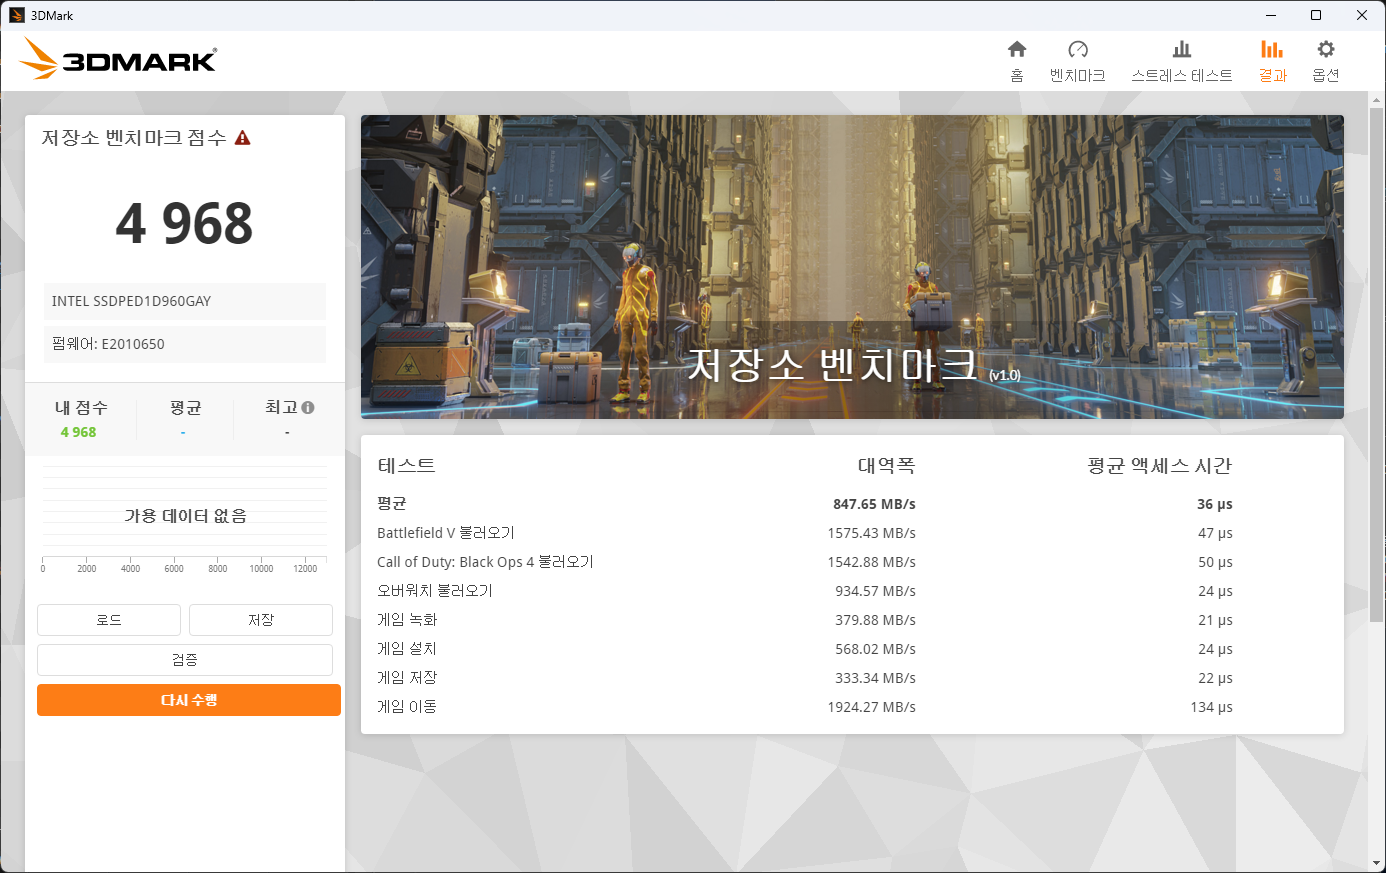 3DMark
3DMARK®
홈
벤치마크
스트레스 테스트
결과
옵션
저장소 벤치마크 점수
4 968
INTEL SSDPED1D960GAY
펌웨어: E2010650
내 점수
평균
최고
4 968
-
-
가용 데이터 없음
0 2000 4000 6000 8000 10000 12000
로드
저장
검증
다시 수행
저장소 벤치마크 (v1.0)
테스트 대역폭 평균 액세스 시간
평균 847.65 MB/s 36 µs
Battlefield V 불러오기 1575.43 MB/s 47 µs
Call of Duty: Black Ops 4 불러오기 1542.88 MB/s 50 µs
오버워치 불러오기 934.57 MB/s 24 µs
게임 녹화 379.88 MB/s 21 µs
게임 설치 568.02 MB/s 24 µs
게임 저장 333.34 MB/s 22 µs
게임 이동 1924.27 MB/s 134 µs